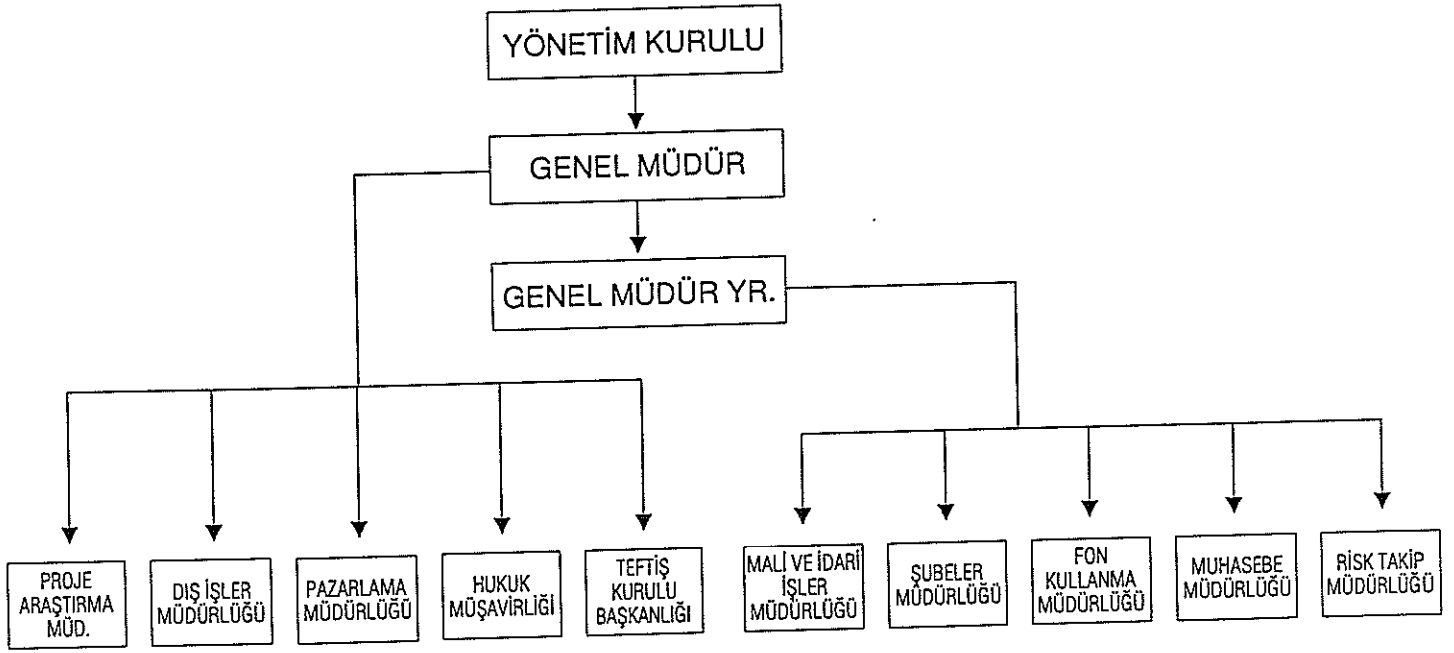 YÖNETİM KURULU
GENEL MÜDÜR
GENEL MÜDÜR YR.
PROJE
ARAŞTIRMA
MÜD.
DIŞ İŞLER
MÜDÜRLÜĞÜ
PAZARLAMA
MÜDÜRLÜĞÜ
HUKUK
MÜŞAVİRLİĞİ
TEFTİŞ
KURULU
BAŞKANLIĞI
MALİ VE İDARİ
İŞLER
MÜDÜRLÜĞÜ
ŞUBELER
MÜDÜRLÜĞÜ
FON
KULLANMA
MÜDÜRLÜĞÜ
MUHASEBE
MÜDÜRLÜĞÜ
RİSK TAKİP
MÜDÜRLÜĞÜ